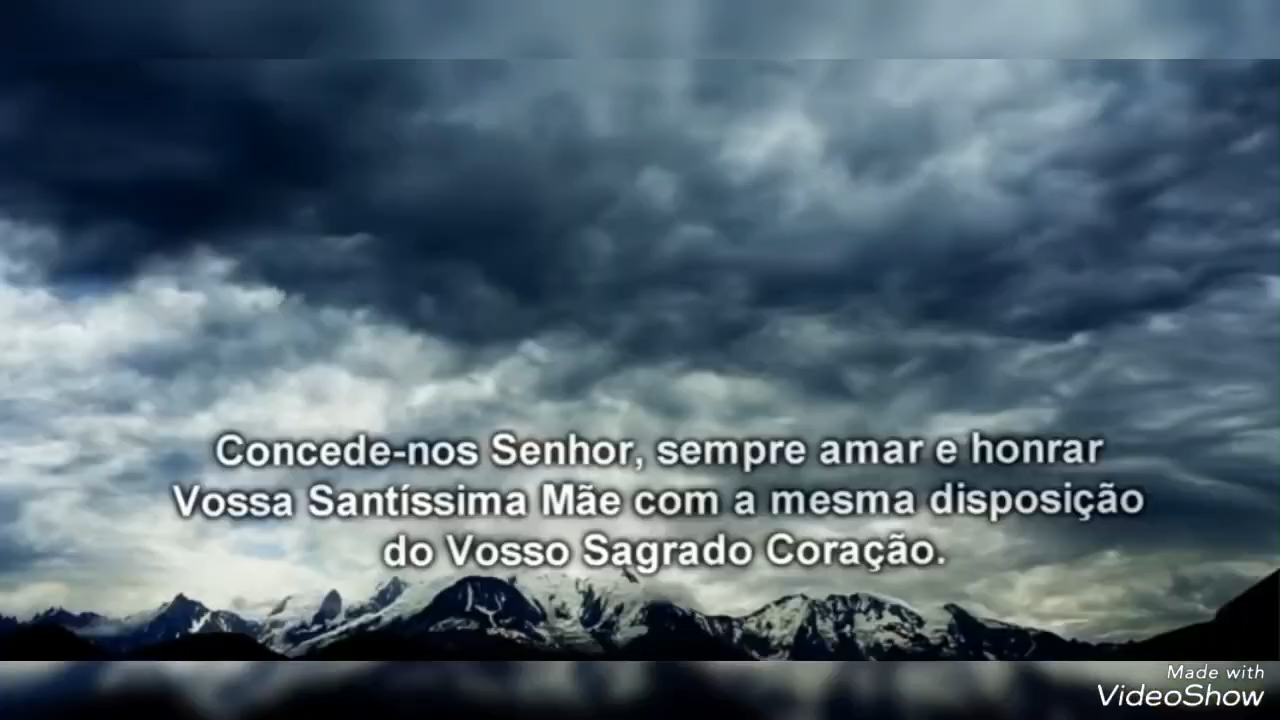 Concede-nos Senhor, sempre amar e honrar
Vossa Santíssima Mãe com a mesma disposição
do Vosso Sagrado Coração.
Made with
VideoShow